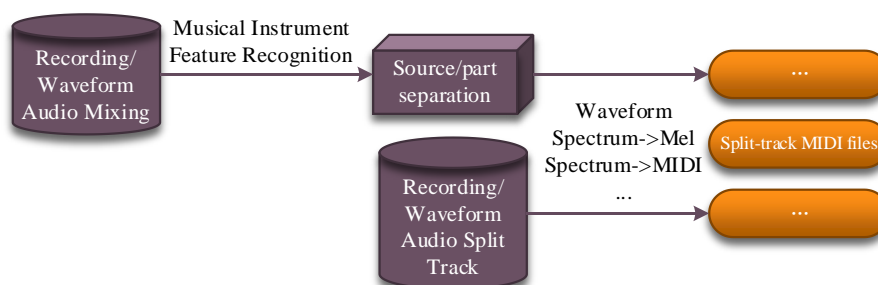 Recording/
Waveform
Audio Mixing
Musical Instrument
Feature Recognition
Source/part
separation
...
Waveform
Spectrum->Mel
Spectrum->MIDI
...
Split-track MIDI files
Recording/
Waveform
Audio Split
Track
...